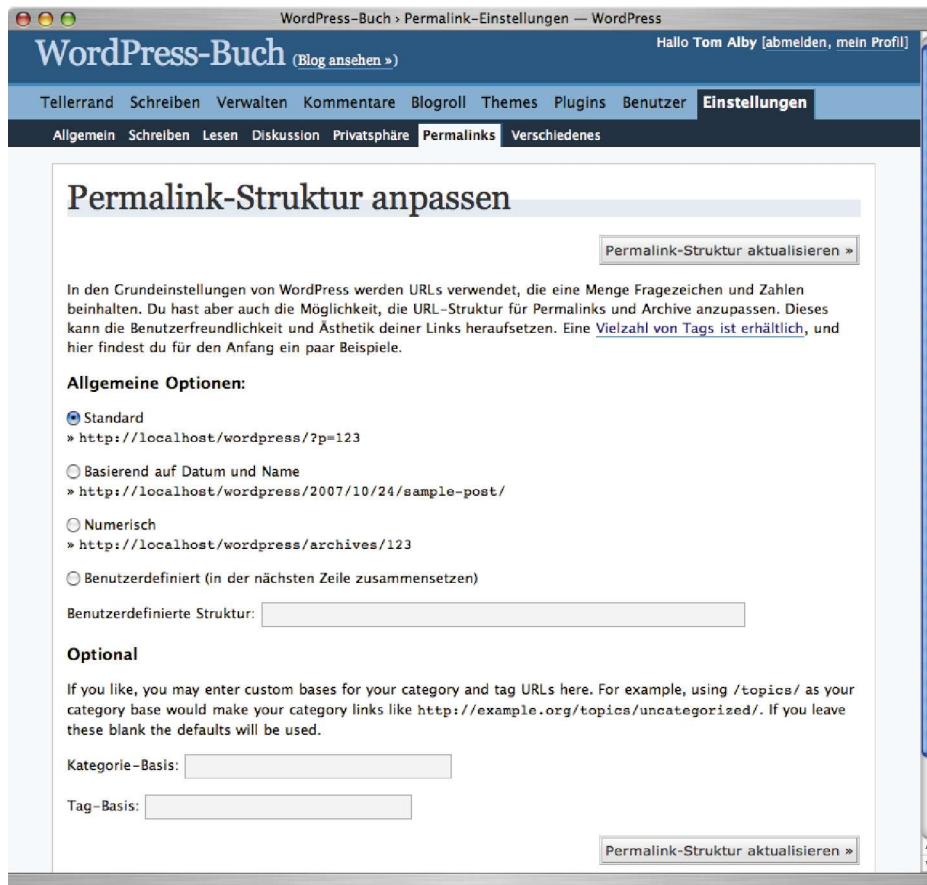 WordPress-Buch › Permalink-Einstellungen — WordPress
WordPress-Buch (Blog ansehen »)
Hallo Tom Alby [abmelden, mein Profil]
Tellerrand Schreiben Verwalten Kommentare Blogroll Themes Plugins Benutzer Einstellungen
Allgemein Schreiben Lesen Diskussion Privatsphäre Permalinks Verschiedenes
Permalink-Struktur anpassen
Permalink-Struktur aktualisieren »
In den Grundeinstellungen von WordPress werden URLs verwendet, die eine Menge Fragezeichen und Zahlen
beinhalten. Du hast aber auch die Möglichkeit, die URL-Struktur für Permalinks und Archive anzupassen. Dieses
kann die Benutzerfreundlichkeit und Ästhetik deiner Links heraufsetzen. Eine Vielzahl von Tags ist erhältlich, und
hier findest du für den Anfang ein paar Beispiele.
Allgemeine Optionen:
Standard
» http://localhost/wordpress/?p=123
Basierend auf Datum und Name
» http://localhost/wordpress/2007/10/24/sample-post/
Numerisch
» http://localhost/wordpress/archives/123
Benutzerdefiniert (in der nächsten Zeile zusammensetzen)
Benutzerdefinierte Struktur:
Optional
If you like, you may enter custom bases for your category and tag URLs here. For example, using /topics/ as your
category base would make your category links like http://example.org/topics/uncategorized/. If you leave
these blank the defaults will be used.
Kategorie-Basis:
Tag-Basis:
Permalink-Struktur aktualisieren »